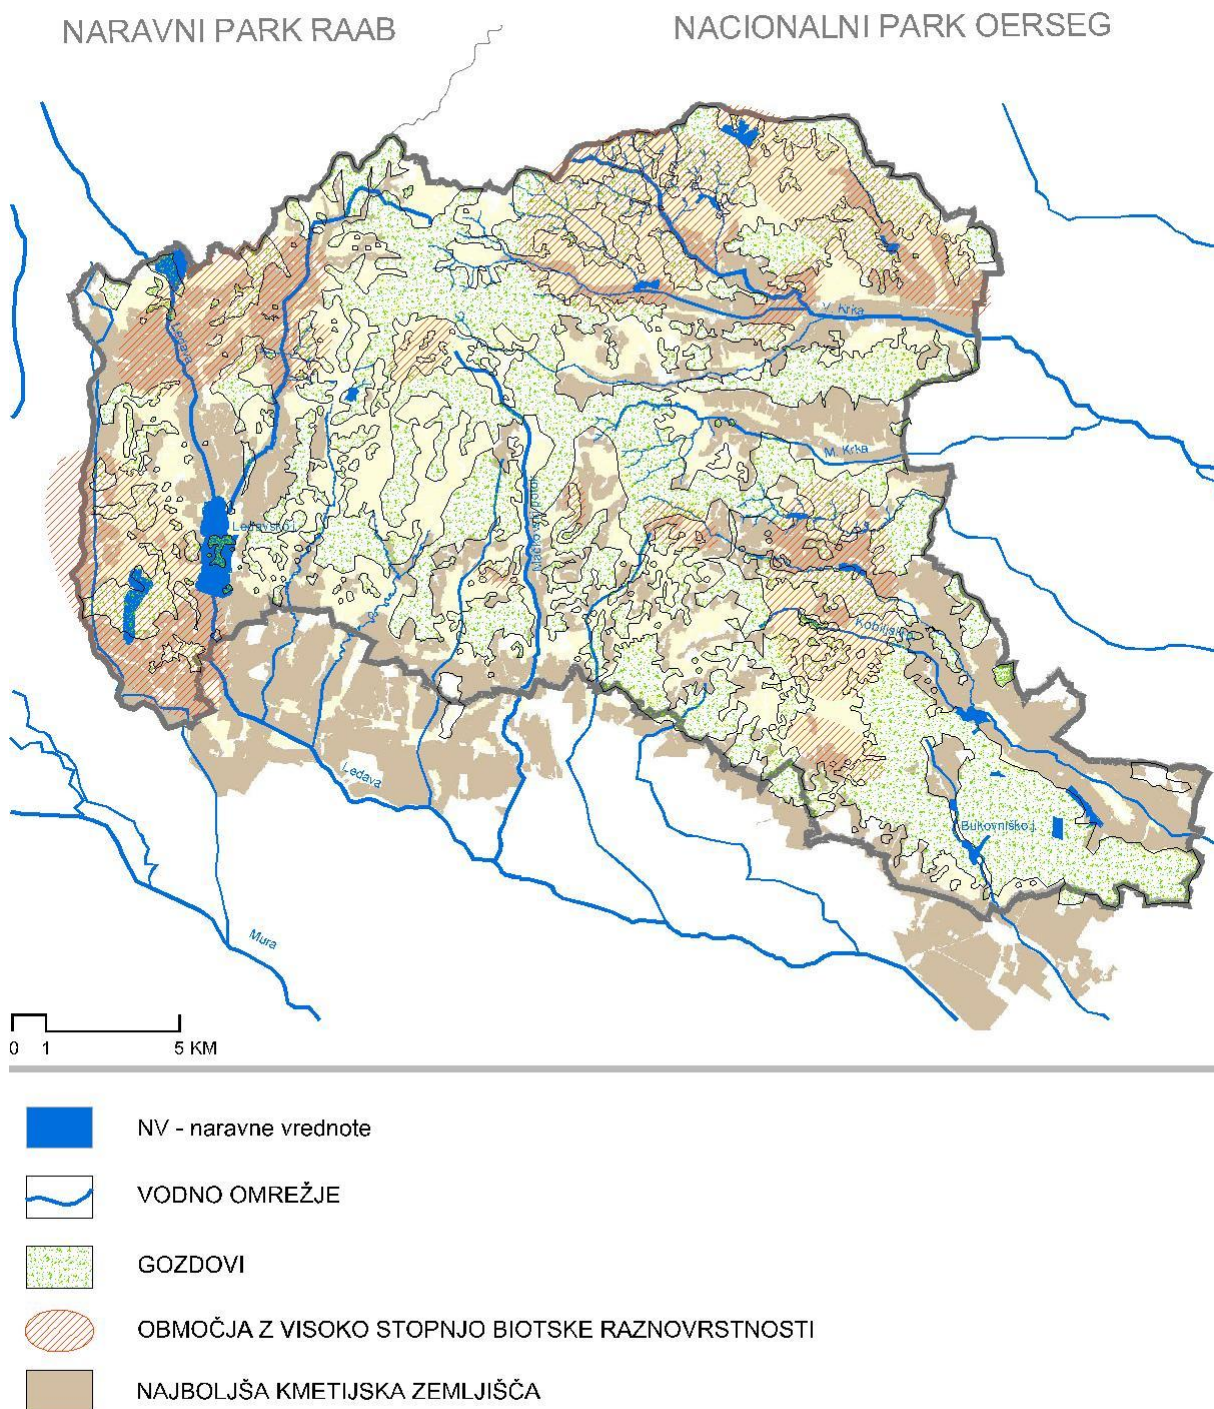 NARAVNI PARK RAAB
NACIONALNI PARK OERSEG
Ledava
V. Krka
M. Krka
Ledavsko j.
Kobiljski p.
Ledava
Bukovniško j.
Mura
0 1 5 KM
NV - naravne vrednote
VODNO OMREŽJE
GOZDOVI
OBMOČJA Z VISOKO STOPNJO BIOTSKE RAZNOVRSTNOSTI
NAJBOLJŠA KMETIJSKA ZEMLJIŠČA